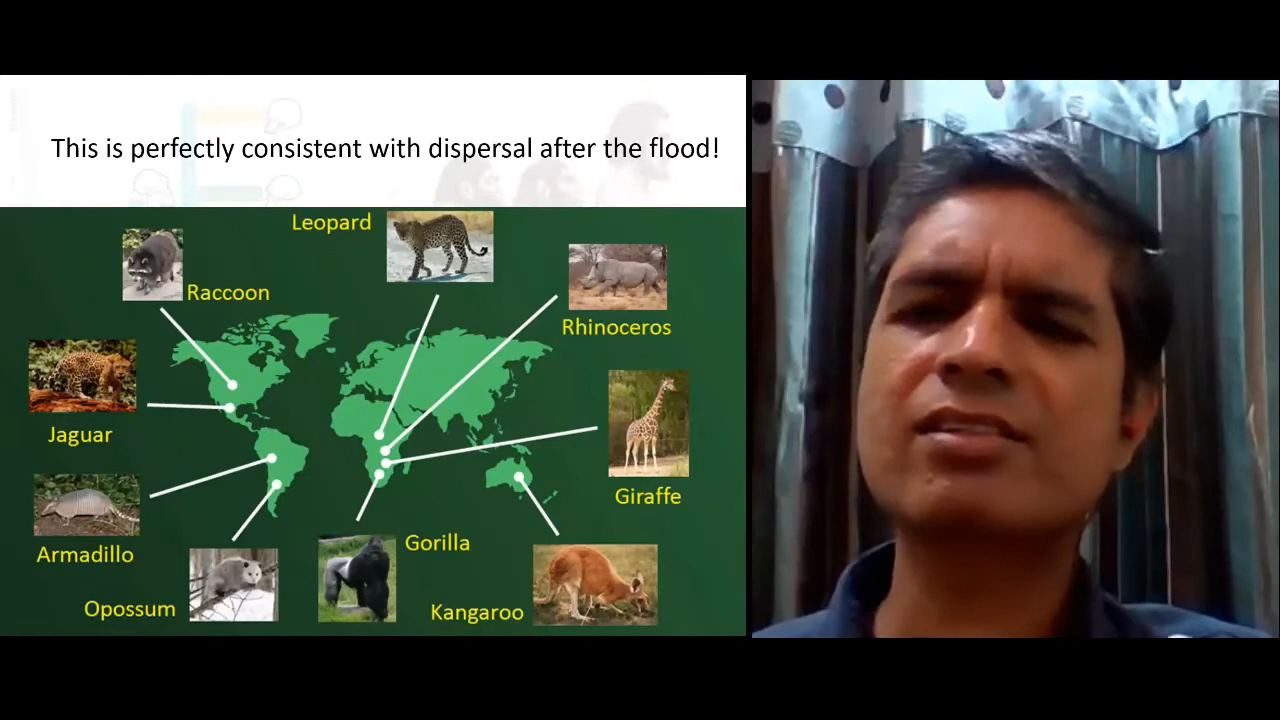 This is perfectly consistent with dispersal after the flood!
Leopard
Raccoon
Rhinoceros
Jaguar
Giraffe
Armadillo
Gorilla
Opossum
Kangaroo